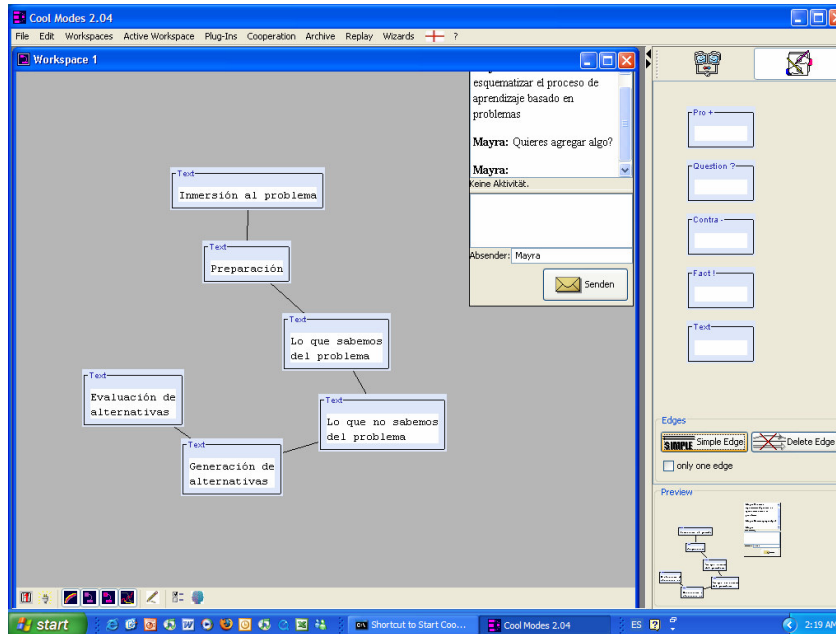 Cool Modes 2.04
File Edit Workspaces Active Workspace Plug-Ins Cooperation Archive Replay Wizards ?
Workspace 1
esquematizar el proceso de
aprendizaje basado en
problemas
Mayra: Quieres agregar algo?
Mayra:
Keine Aktivität.
Absender: Mayra
Senden
Text
Inmersión al problema
Text
Preparación
Text
Lo que sabemos
del problema
Text
Evaluación de
alternativas
Text
Lo que no sabemos
del problema
Text
Generación de
alternativas
Pro +
Question ?
Contra -
Fact !
Text
Edges
SIMPLE Simple Edge
Delete Edge
only one edge
Preview
start
Shortcut to Start Coo...
Cool Modes 2.04
ES
2:19 AM